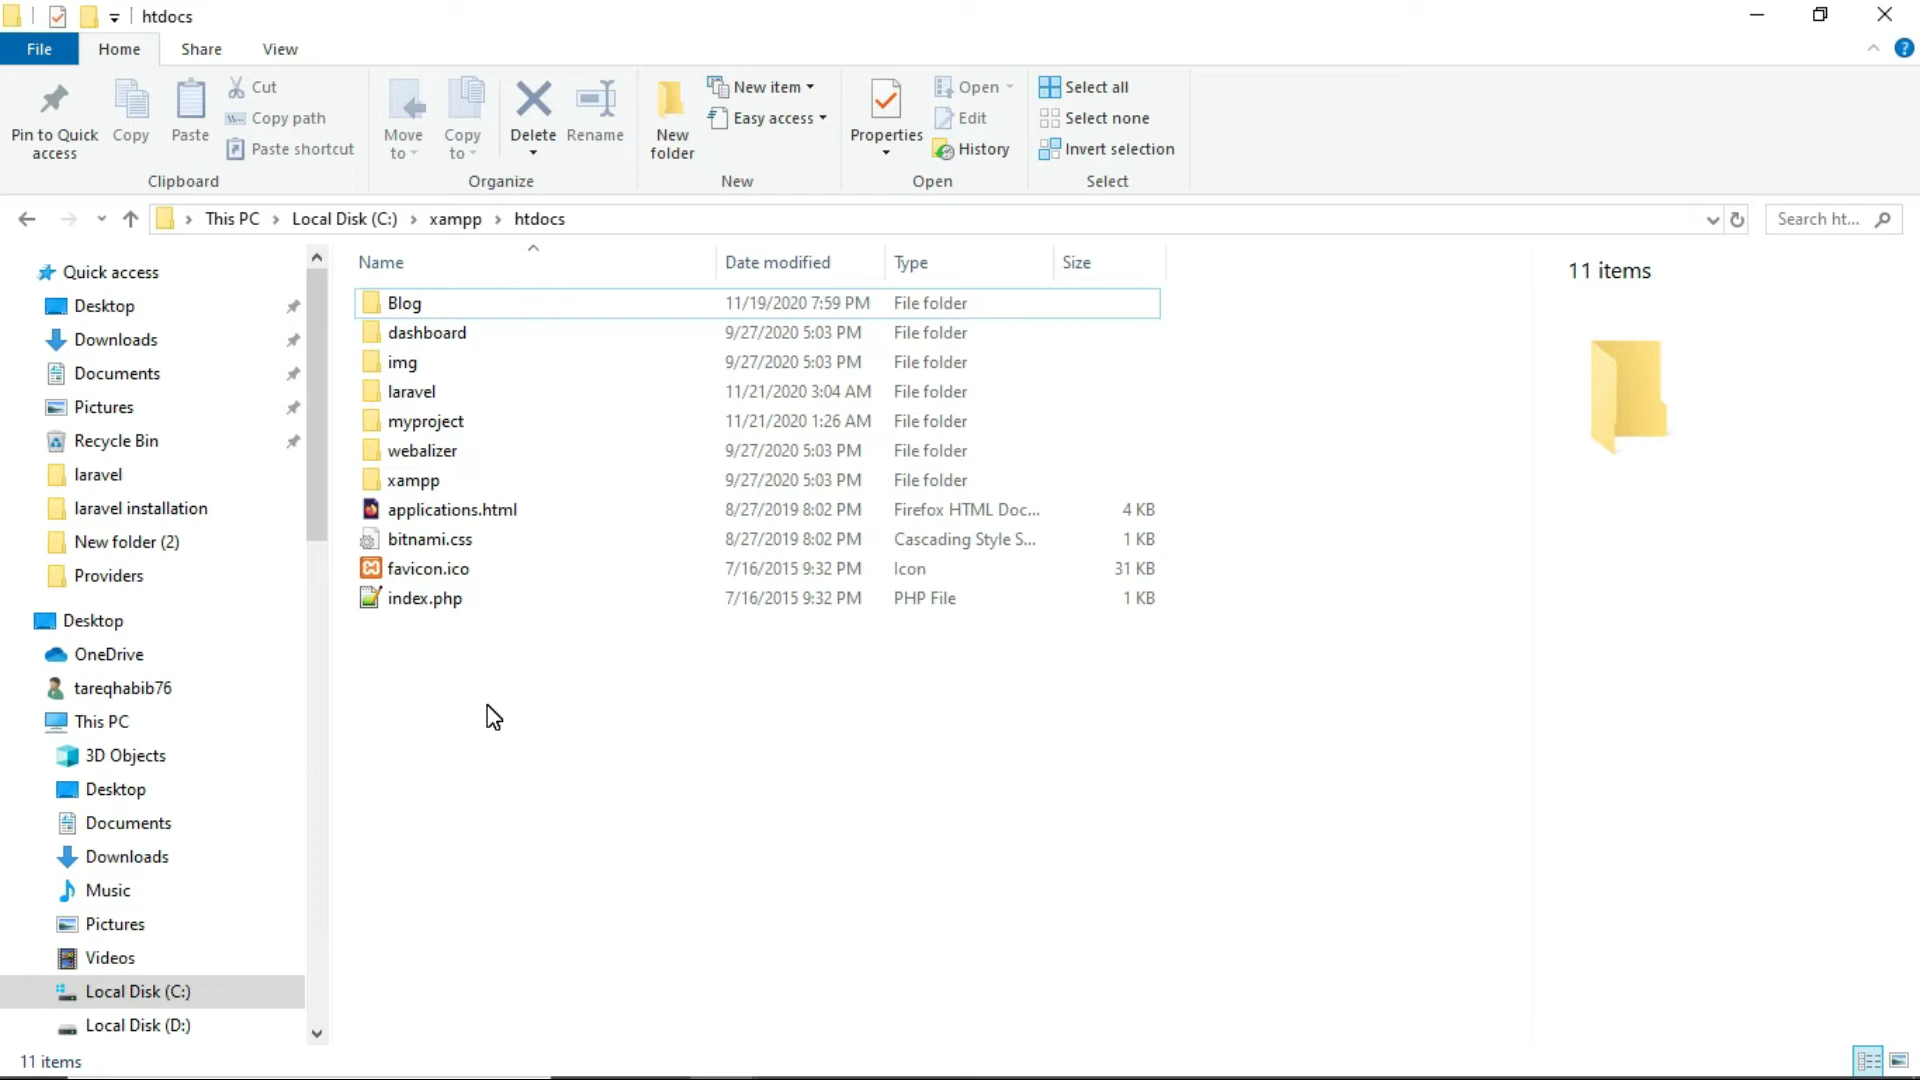 htdocs
File Home Share View
Pin to Quick access
Copy
Paste
Cut
Copy path
Paste shortcut
Clipboard
Move to
Copy to
Delete
Rename
Organize
New folder
New item
Easy access
New
Properties
Open
Edit
History
Open
Select all
Select none
Invert selection
Select
This PC > Local Disk (C:) > xampp > htdocs
Search ht...
Quick access
Desktop
Downloads
Documents
Pictures
Recycle Bin
laravel
laravel installation
New folder (2)
Providers
Desktop
OneDrive
tareqhabib76
This PC
3D Objects
Desktop
Documents
Downloads
Music
Pictures
Videos
Local Disk (C:)
Local Disk (D:)
Name Date modified Type Size
Blog 11/19/2020 7:59 PM File folder
dashboard 9/27/2020 5:03 PM File folder
img 9/27/2020 5:03 PM File folder
laravel 11/21/2020 3:04 AM File folder
myproject 11/21/2020 1:26 AM File folder
webalizer 9/27/2020 5:03 PM File folder
xampp 9/27/2020 5:03 PM File folder
applications.html 8/27/2019 8:02 PM Firefox HTML Doc... 4 KB
bitnami.css 8/27/2019 8:02 PM Cascading Style S... 1 KB
favicon.ico 7/16/2015 9:32 PM Icon 31 KB
index.php 7/16/2015 9:32 PM PHP File 1 KB
11 items
11 items